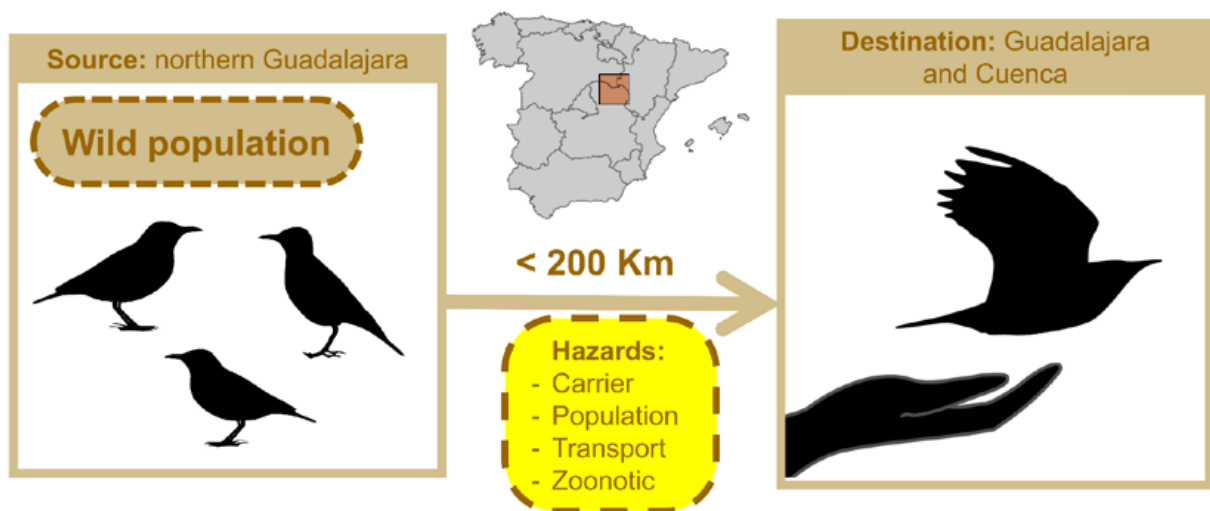 Source: northern Guadalajara
Wild population
< 200 Km
Hazards:
- Carrier
- Population
- Transport
- Zoonotic
Destination: Guadalajara
and Cuenca